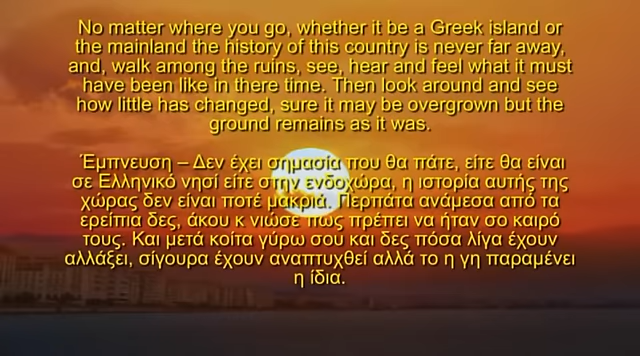 No matter where you go, whether it be a Greek island or
the mainland the history of this country is never far away,
and, walk among the ruins, see, hear and feel what it must
have been like in there time. Then look around and see
how little has changed, sure it may be overgrown but the
ground remains as it was.
Έμπνευση – Δεν έχει σημασία που θα πάτε, είτε θα είναι
σε Ελληνικό νησί είτε στην ενδοχώρα, η ιστορία αυτής της
χώρας δεν είναι ποτέ μακριά. Περπάτα ανάμεσα από τα
ερείπια δες, άκου κ νιώσε πως πρέπει να ήταν σο καιρό
τους. Και μετά κοίτα γύρω σου και δες πόσα λίγα έχουν
αλλάξει, σίγουρα έχουν αναπτυχθεί αλλά το η γη παραμένει
η ίδια.